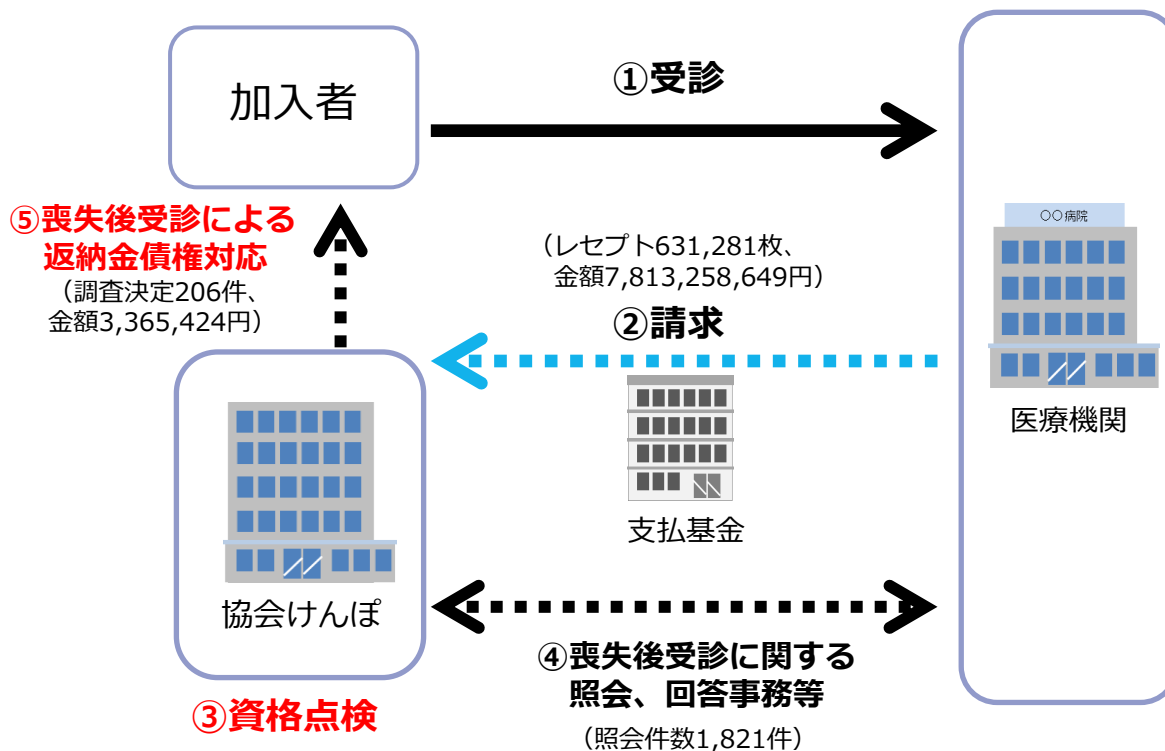 加入者
①受診
〇〇病院
医療機関
⑤喪失後受診による
返納金債権対応
（調査決定206件、
金額3,365,424円）
（レセプト631,281枚、
金額7,813,258,649円）
②請求
支払基金
協会けんぽ
③資格点検
④喪失後受診に関する
照会、回答事務等
（照会件数1,821件）